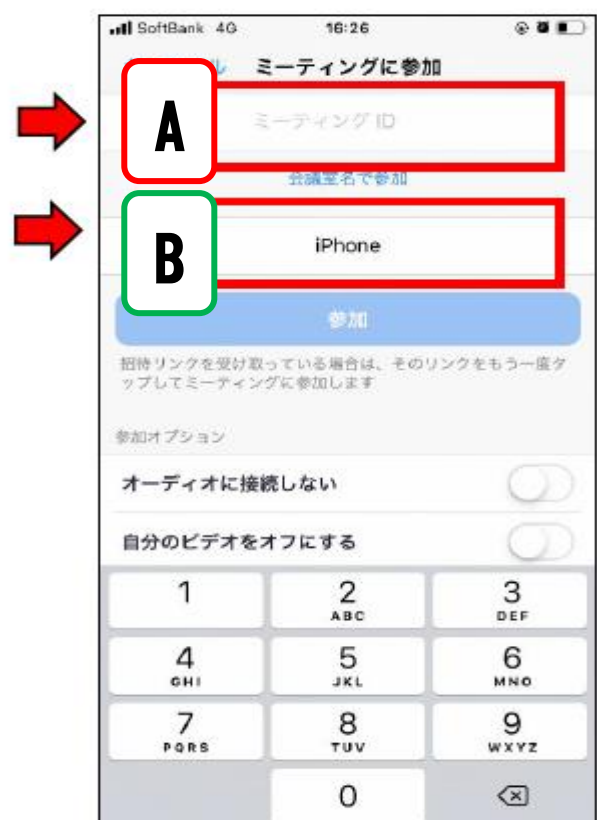 SoftBank 4G 16:26
ル ミーティングに参加
A
ミーティング ID
会議室名で参加
B
iPhone
参加
招待リンクを受け取っている場合は、そのリンクをもう一度タ
ップしてミーティングに参加します
参加オプション
オーディオに接続しない
自分のビデオをオフにする
1 2 3
ABC DEF
4 5 6
GHI JKL MNO
7 8 9
PQRS TUV WXYZ
0